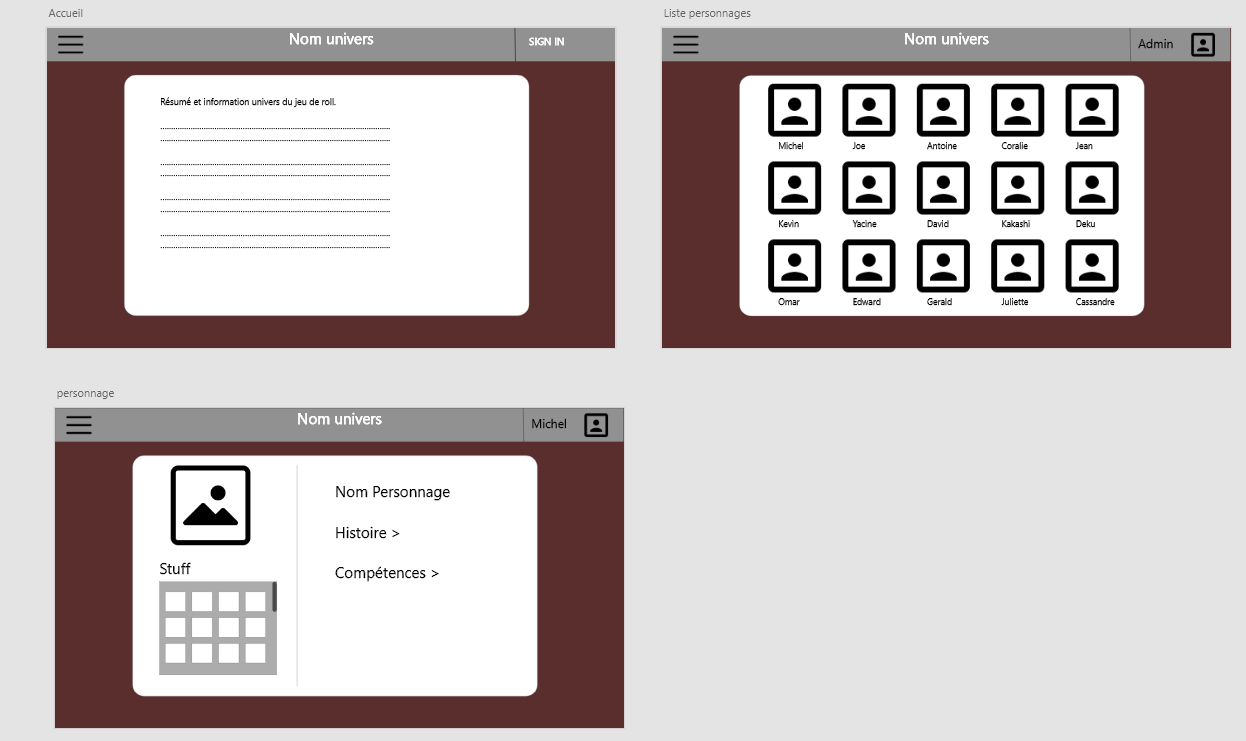 Accueil
Nom univers
SIGN IN
Résumé et information univers du jeu de roll.
Liste personnages
Nom univers
Admin
Michel Joe Antoine Coralie Jean
Kevin Yacine David Kakashi Deku
Omar Edward Gerald Juliette Cassandre
personnage
Nom univers
Michel
Stuff
Nom Personnage
Histoire >
Compétences >